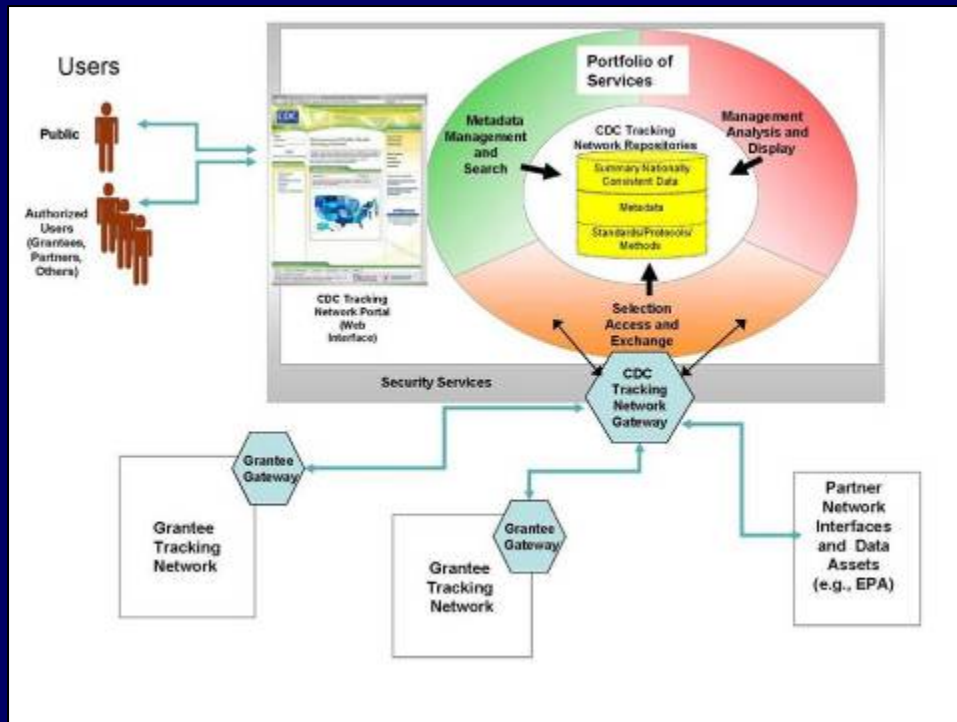 Users
Public
Authorized
Users
(Grantees,
Partners,
Others)
CDC
CDC Tracking
Network Portal
(Web
Interface)
Portfolio of
Services
Metadata
Management
and
Search
Management
Analysis and
Display
CDC Tracking
Network Repositories
Summary Nationally
Consistent Data
Metadata
Standards/Protocols/
Methods
Selection
Access and
Exchange
Security Services
CDC
Tracking
Network
Gateway
Grantee
Gateway
Grantee
Tracking
Network
Grantee
Gateway
Grantee
Tracking
Network
Partner
Network
Interfaces
and Data
Assets
(e.g., EPA)